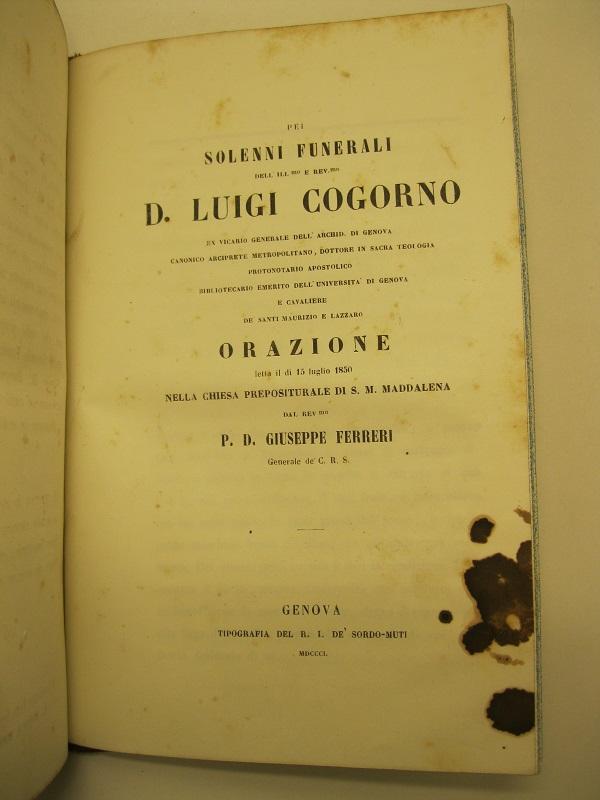 PEI
SOLENNI FUNERALI
DELL' ILL.mo E REV.mo
D. LUIGI COGORNO
EX VICARIO GENERALE DELL' ARCHID. DI GENOVA
CANONICO ARCIPRETE METROPOLITANO, DOTTORE IN SACRA TEOLOGIA
PROTONOTARIO APOSTOLICO
BIBLIOTECARIO EMERITO DELL'UNIVERSITA' DI GENOVA
E CAVALIERE
DE' SANTI MAURIZIO E LAZZARO
ORAZIONE
letta il dì 15 luglio 1850
NELLA CHIESA PREPOSITURALE DI S. M. MADDALENA
DAL REV.mo
P. D. GIUSEPPE FERRERI
Generale de' C. R. S.
GENOVA
TIPOGRAFIA DEL R. I. DE' SORDO-MUTI
MDCCCL